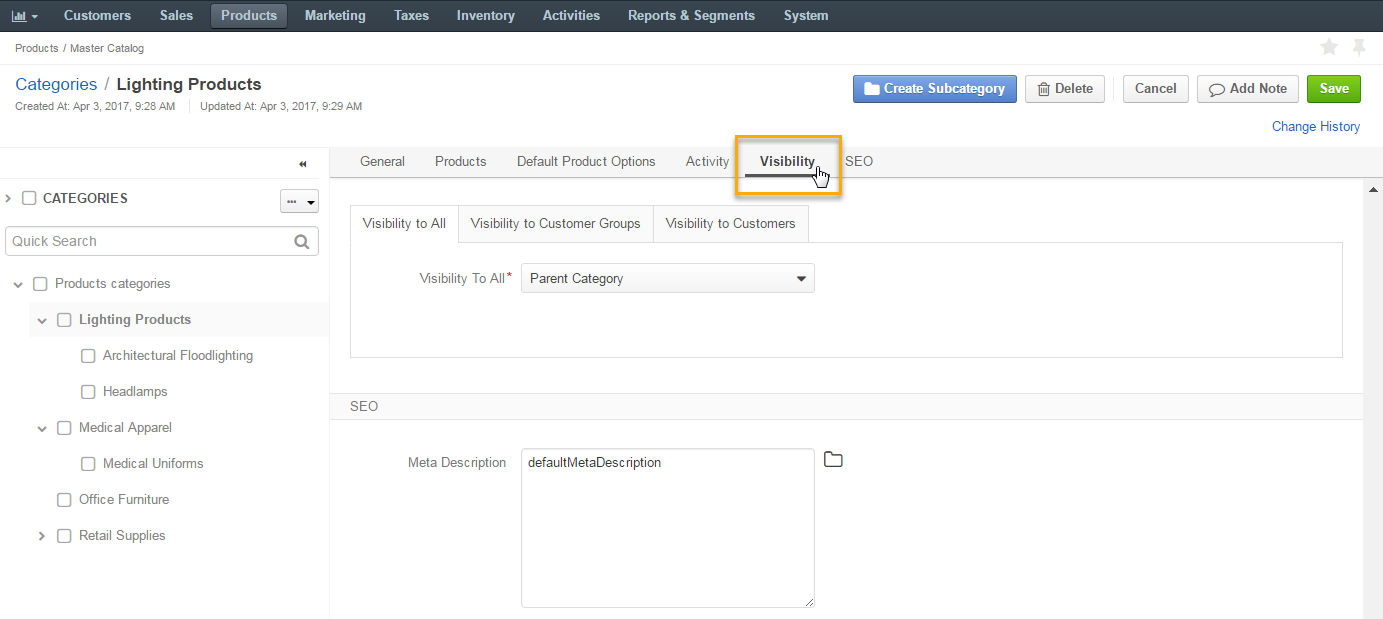 Customers Sales Products Marketing Taxes Inventory Activities Reports & Segments System
Products / Master Catalog
Categories / Lighting Products
Created At: Apr 3, 2017, 9:28 AM Updated At: Apr 3, 2017, 9:29 AM
Create Subcategory Delete Cancel Add Note Save
Change History
General Products Default Product Options Activity Visibility SEO
CATEGORIES
...
Quick Search
Products categories
Lighting Products
Architectural Floodlighting
Headlamps
Medical Apparel
Medical Uniforms
Office Furniture
Retail Supplies
Visibility to All Visibility to Customer Groups Visibility to Customers
Visibility To All* Parent Category
SEO
Meta Description defaultMetaDescription